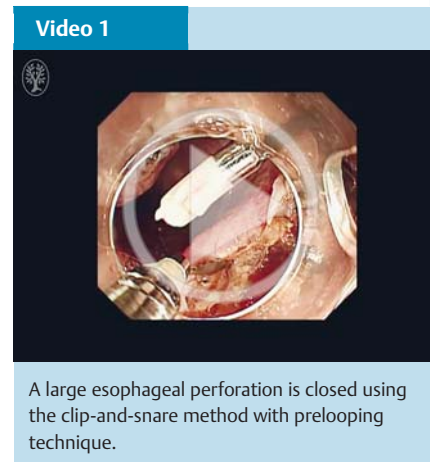 Video 1
A large esophageal perforation is closed using
the clip-and-snare method with prelooping
technique.